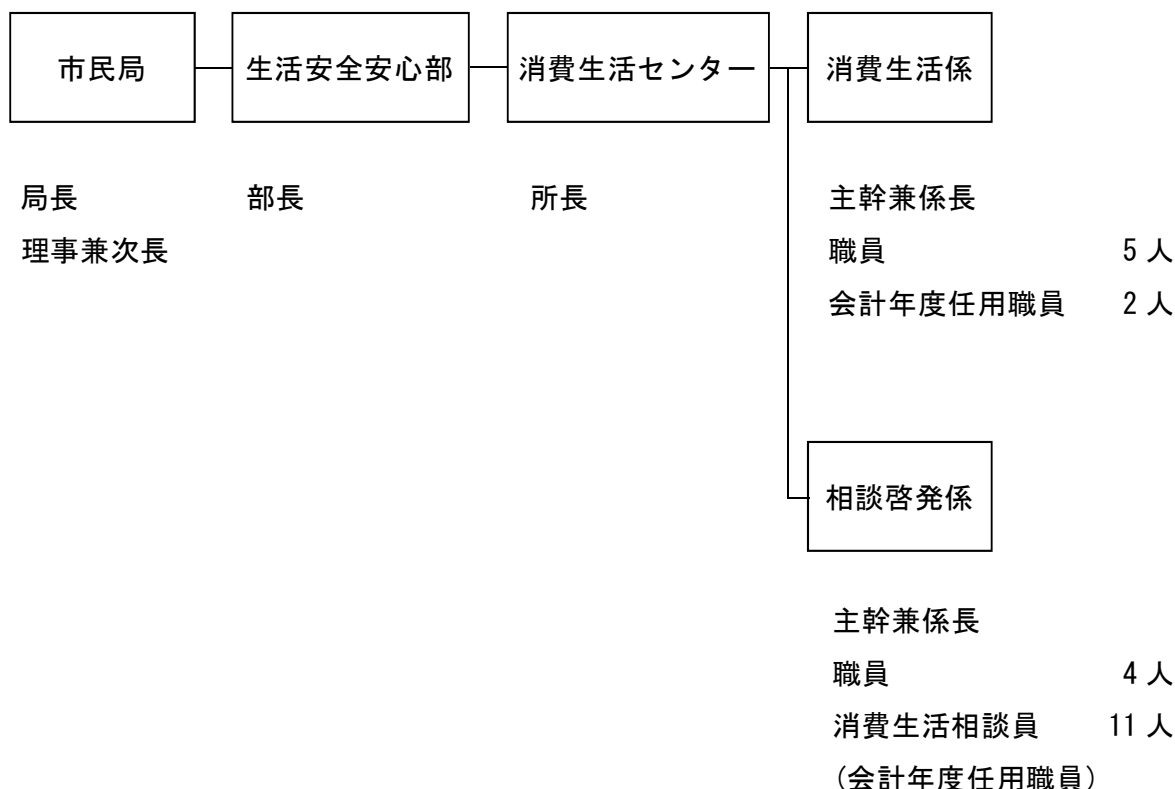 市民局
生活安全安心部
消費生活センター
消費生活係
局長
理事兼次長
部長
所長
主幹兼係長
職員 5人
会計年度任用職員 2人
相談啓発係
主幹兼係長
職員 4人
消費生活相談員 11人
(会計年度任用職員)